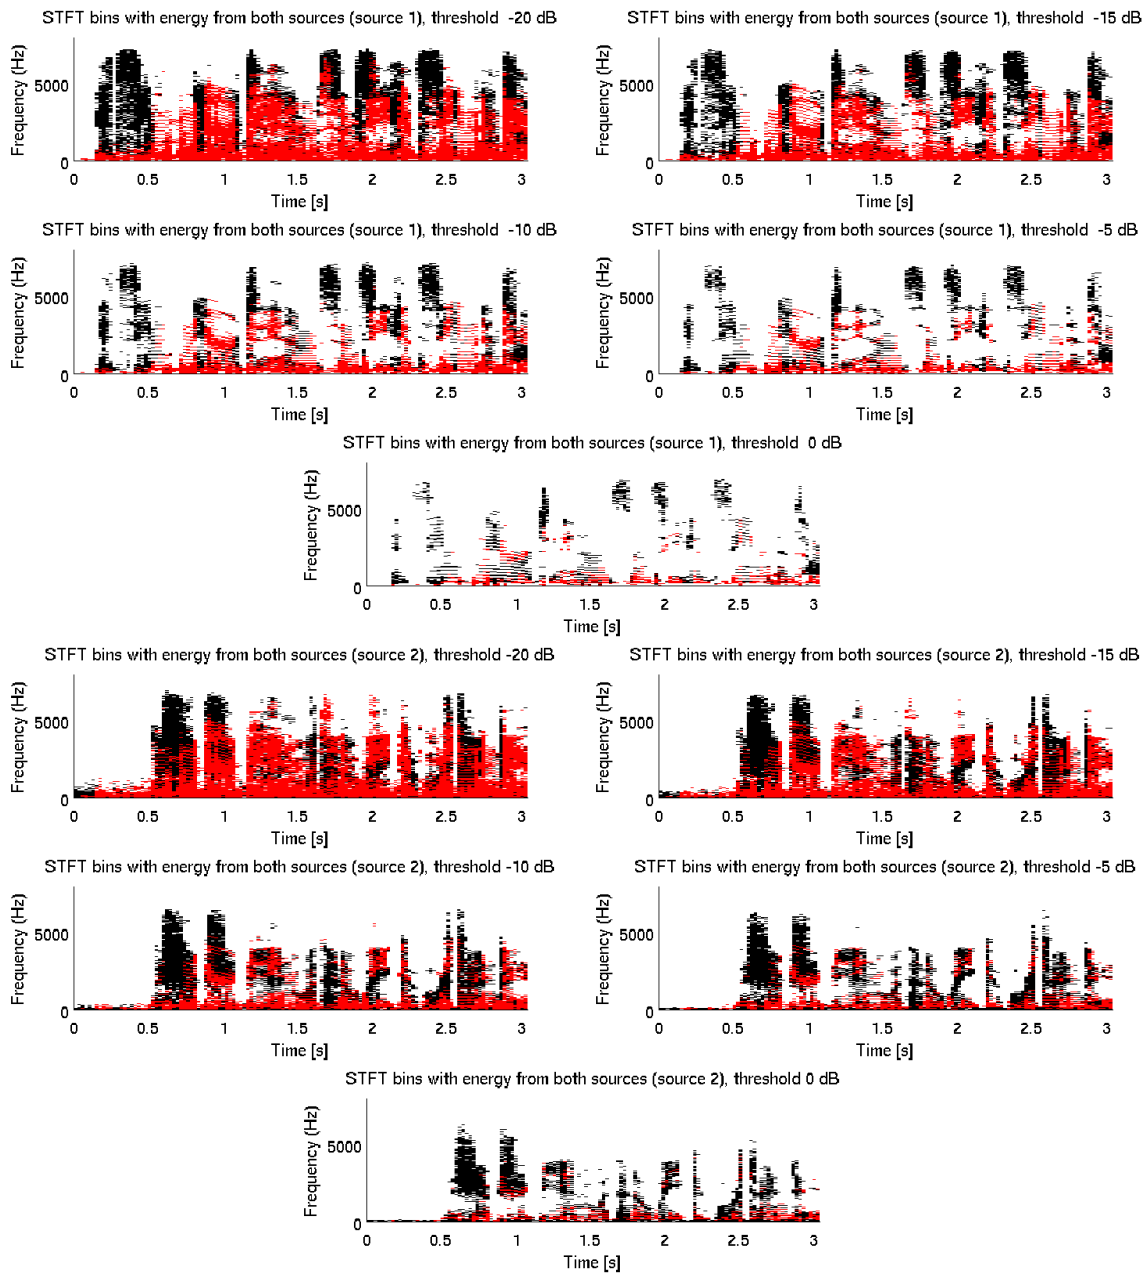 STFT bins with energy from both sources (source 1), threshold -20 dB
Frequency (Hz)
5000
0
0 0.5 1 1.5 2 2.5 3
Time [s]
STFT bins with energy from both sources (source 1), threshold -15 dB
Frequency (Hz)
5000
0
0 0.5 1 1.5 2 2.5 3
Time [s]
STFT bins with energy from both sources (source 1), threshold -10 dB
Frequency (Hz)
5000
0
0 0.5 1 1.5 2 2.5 3
Time [s]
STFT bins with energy from both sources (source 1), threshold -5 dB
Frequency (Hz)
5000
0
0 0.5 1 1.5 2 2.5 3
Time [s]
STFT bins with energy from both sources (source 1), threshold 0 dB
Frequency (Hz)
5000
0
0 0.5 1 1.5 2 2.5 3
Time [s]
STFT bins with energy from both sources (source 2), threshold -20 dB
Frequency (Hz)
5000
0
0 0.5 1 1.5 2 2.5 3
Time [s]
STFT bins with energy from both sources (source 2), threshold -15 dB
Frequency (Hz)
5000
0
0 0.5 1 1.5 2 2.5 3
Time [s]
STFT bins with energy from both sources (source 2), threshold -10 dB
Frequency (Hz)
5000
0
0 0.5 1 1.5 2 2.5 3
Time [s]
STFT bins with energy from both sources (source 2), threshold -5 dB
Frequency (Hz)
5000
0
0 0.5 1 1.5 2 2.5 3
Time [s]
STFT bins with energy from both sources (source 2), threshold 0 dB
Frequency (Hz)
5000
0
0 0.5 1 1.5 2 2.5 3
Time [s]